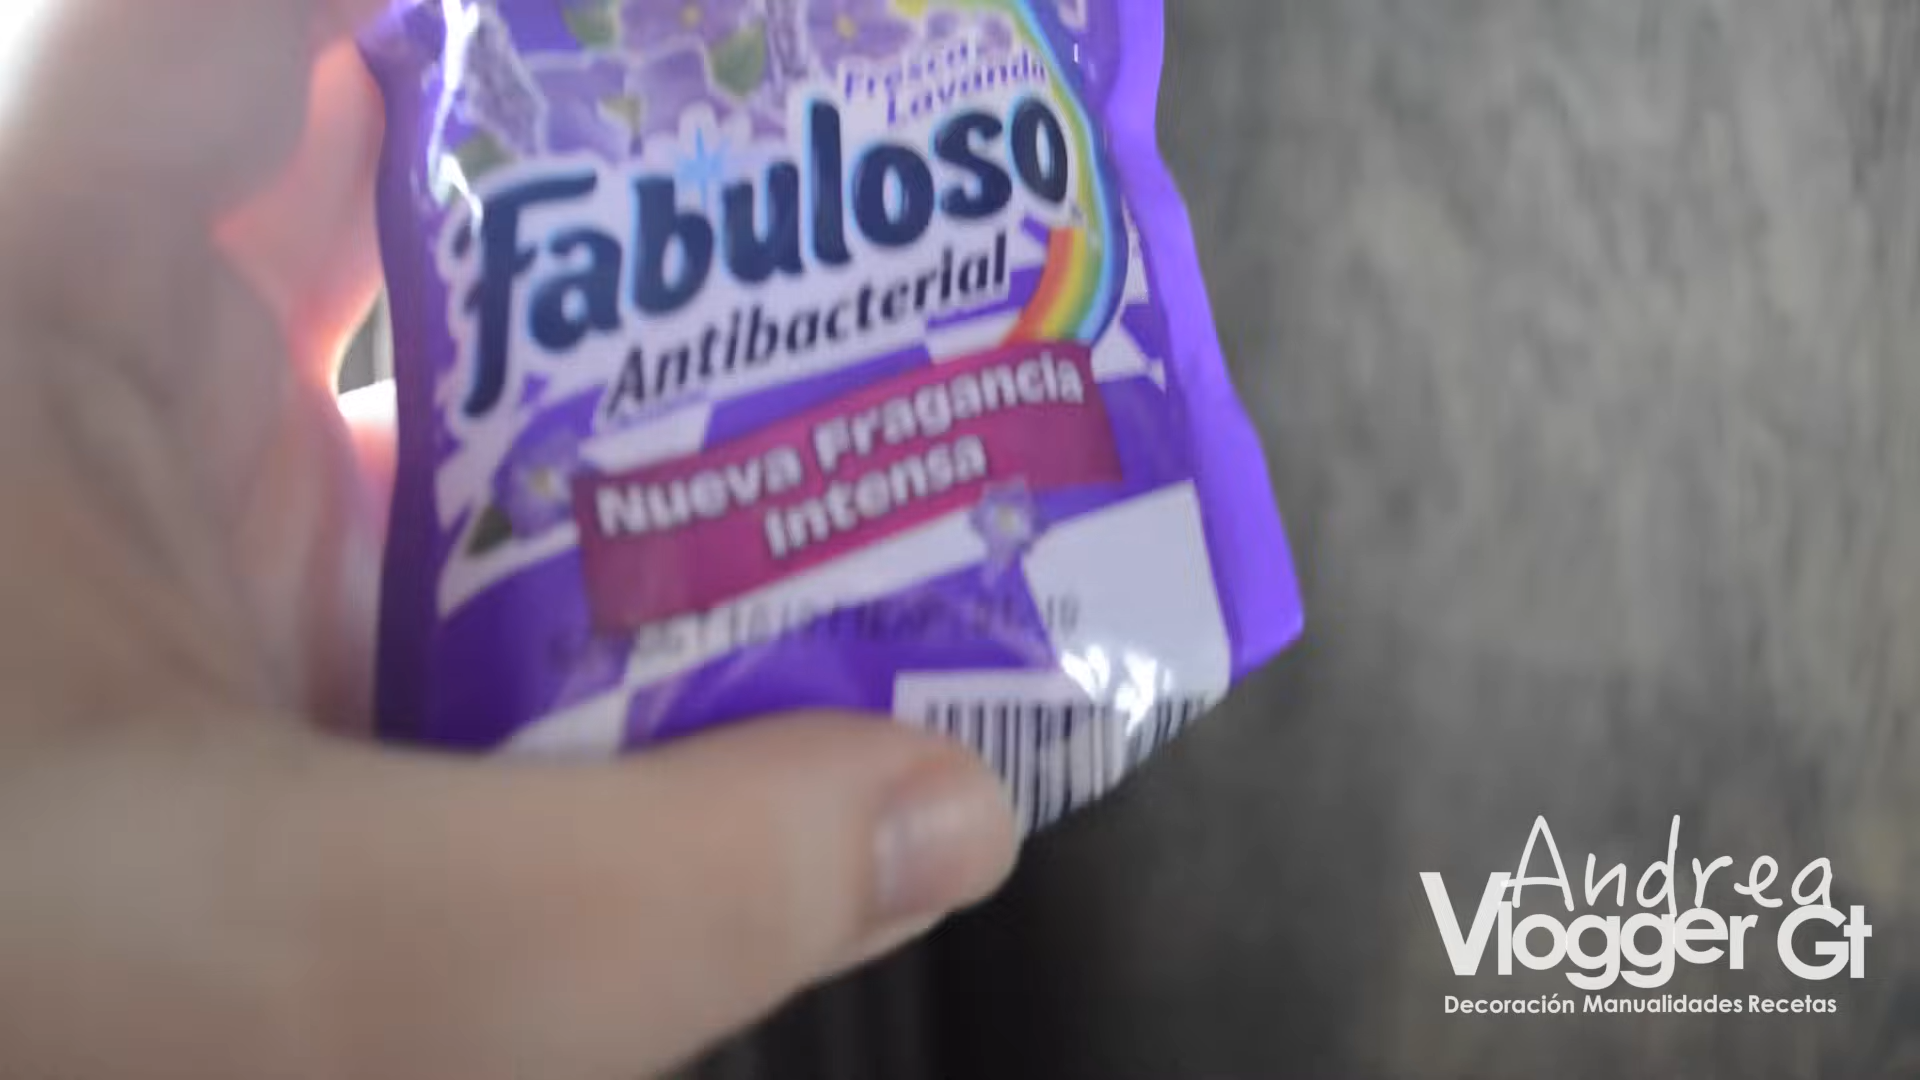 Fresca
Lavanda
Fabuloso
Antibacterial
Nueva Fragancia
Intensa
Andrea
Vlogger Gt
Decoración Manualidades Recetas